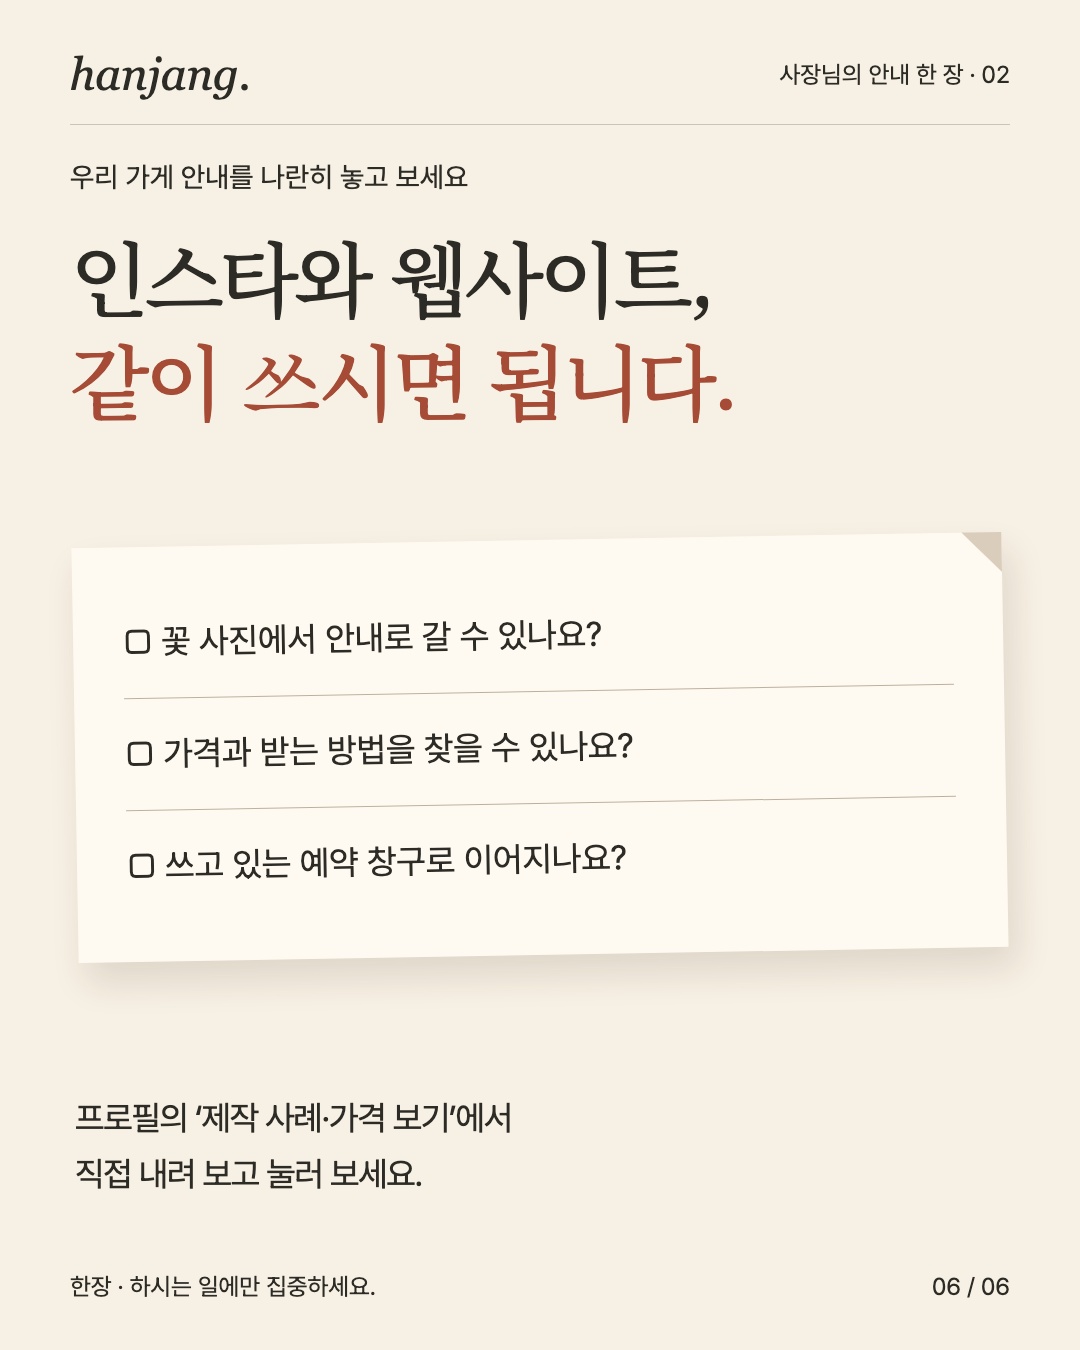 hanjang.
사장님의 안내 한 장 · 02
우리 가게 안내를 나란히 놓고 보세요
인스타와 웹사이트,
같이 쓰시면 됩니다.
꽃 사진에서 안내로 갈 수 있나요?
가격과 받는 방법을 찾을 수 있나요?
쓰고 있는 예약 창구로 이어지나요?
프로필의 '제작 사례·가격 보기'에서
직접 내려 보고 눌러 보세요.
한장 · 하시는 일에만 집중하세요.
06 / 06